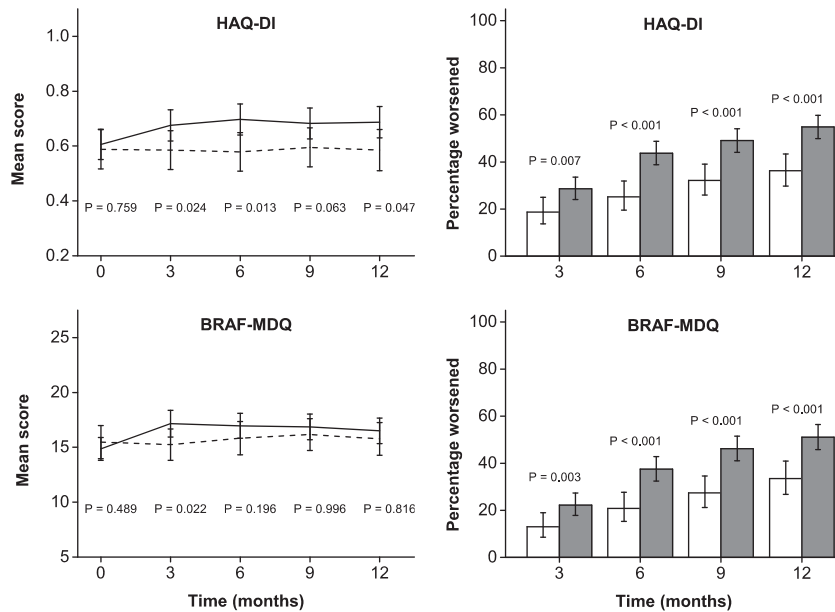 HAQ-DI
Mean score
1.0
0.8
0.6
0.4
0.2
P = 0.759 P = 0.024 P = 0.013 P = 0.063 P = 0.047
0 3 6 9 12
HAQ-DI
Percentage worsened
100
80
60
40
20
0
P = 0.007
P < 0.001
P < 0.001
P < 0.001
3 6 9 12
BRAF-MDQ
Mean score
25
20
15
10
5
P = 0.489 P = 0.022 P = 0.196 P = 0.996 P = 0.816
0 3 6 9 12
Time (months)
BRAF-MDQ
Percentage worsened
100
80
60
40
20
0
P = 0.003
P < 0.001
P < 0.001
P < 0.001
3 6 9 12
Time (months)